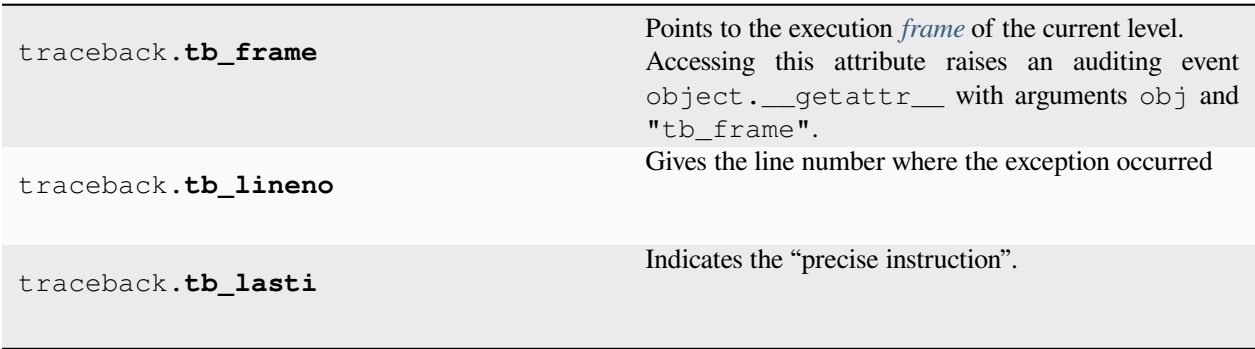 traceback.tb_frame
Points to the execution frame of the current level.
Accessing this attribute raises an auditing event
object.__getattr__ with arguments obj and
"tb_frame".
traceback.tb_lineno
Gives the line number where the exception occurred
traceback.tb_lasti
Indicates the “precise instruction”.